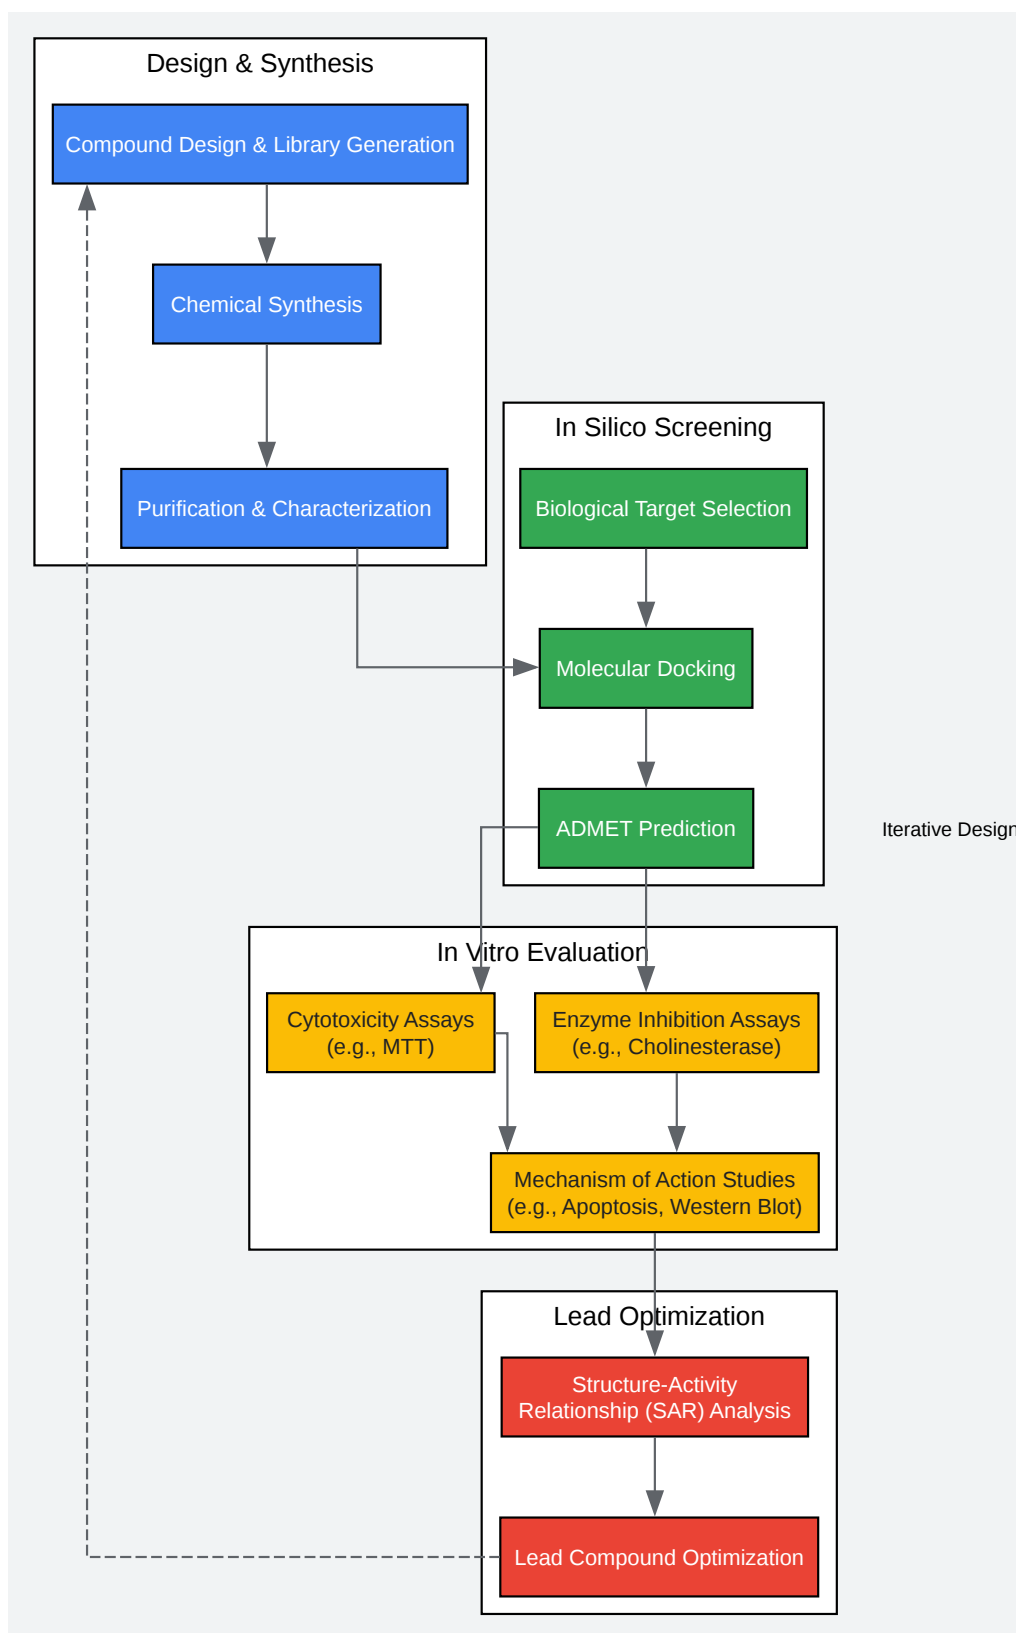 Design & Synthesis
Compound Design & Library Generation
Chemical Synthesis
Purification & Characterization
In Silico Screening
Biological Target Selection
Molecular Docking
ADMET Prediction
Iterative Design
In Vitro Evaluation
Cytotoxicity Assays
(e.g., MTT)
Enzyme Inhibition Assays
(e.g., Cholinesterase)
Mechanism of Action Studies
(e.g., Apoptosis, Western Blot)
Lead Optimization
Structure-Activity
Relationship (SAR) Analysis
Lead Compound Optimization